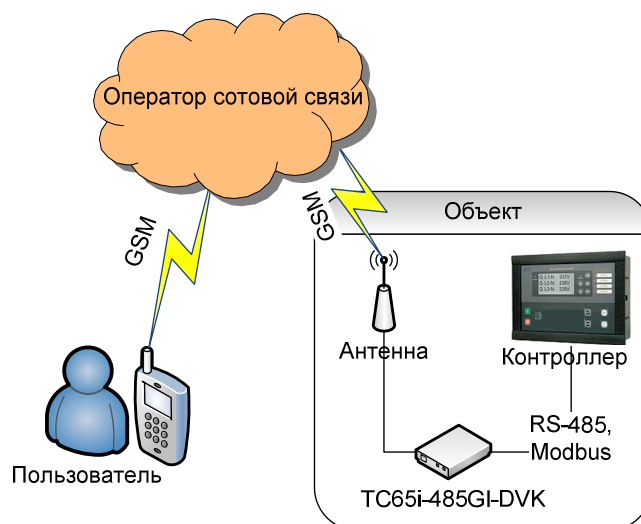 Оператор сотовой связи
GSM
GSM
Объект
Антенна
Контроллер
Пользователь
RS-485,
Modbus
TC65i-485GI-DVK